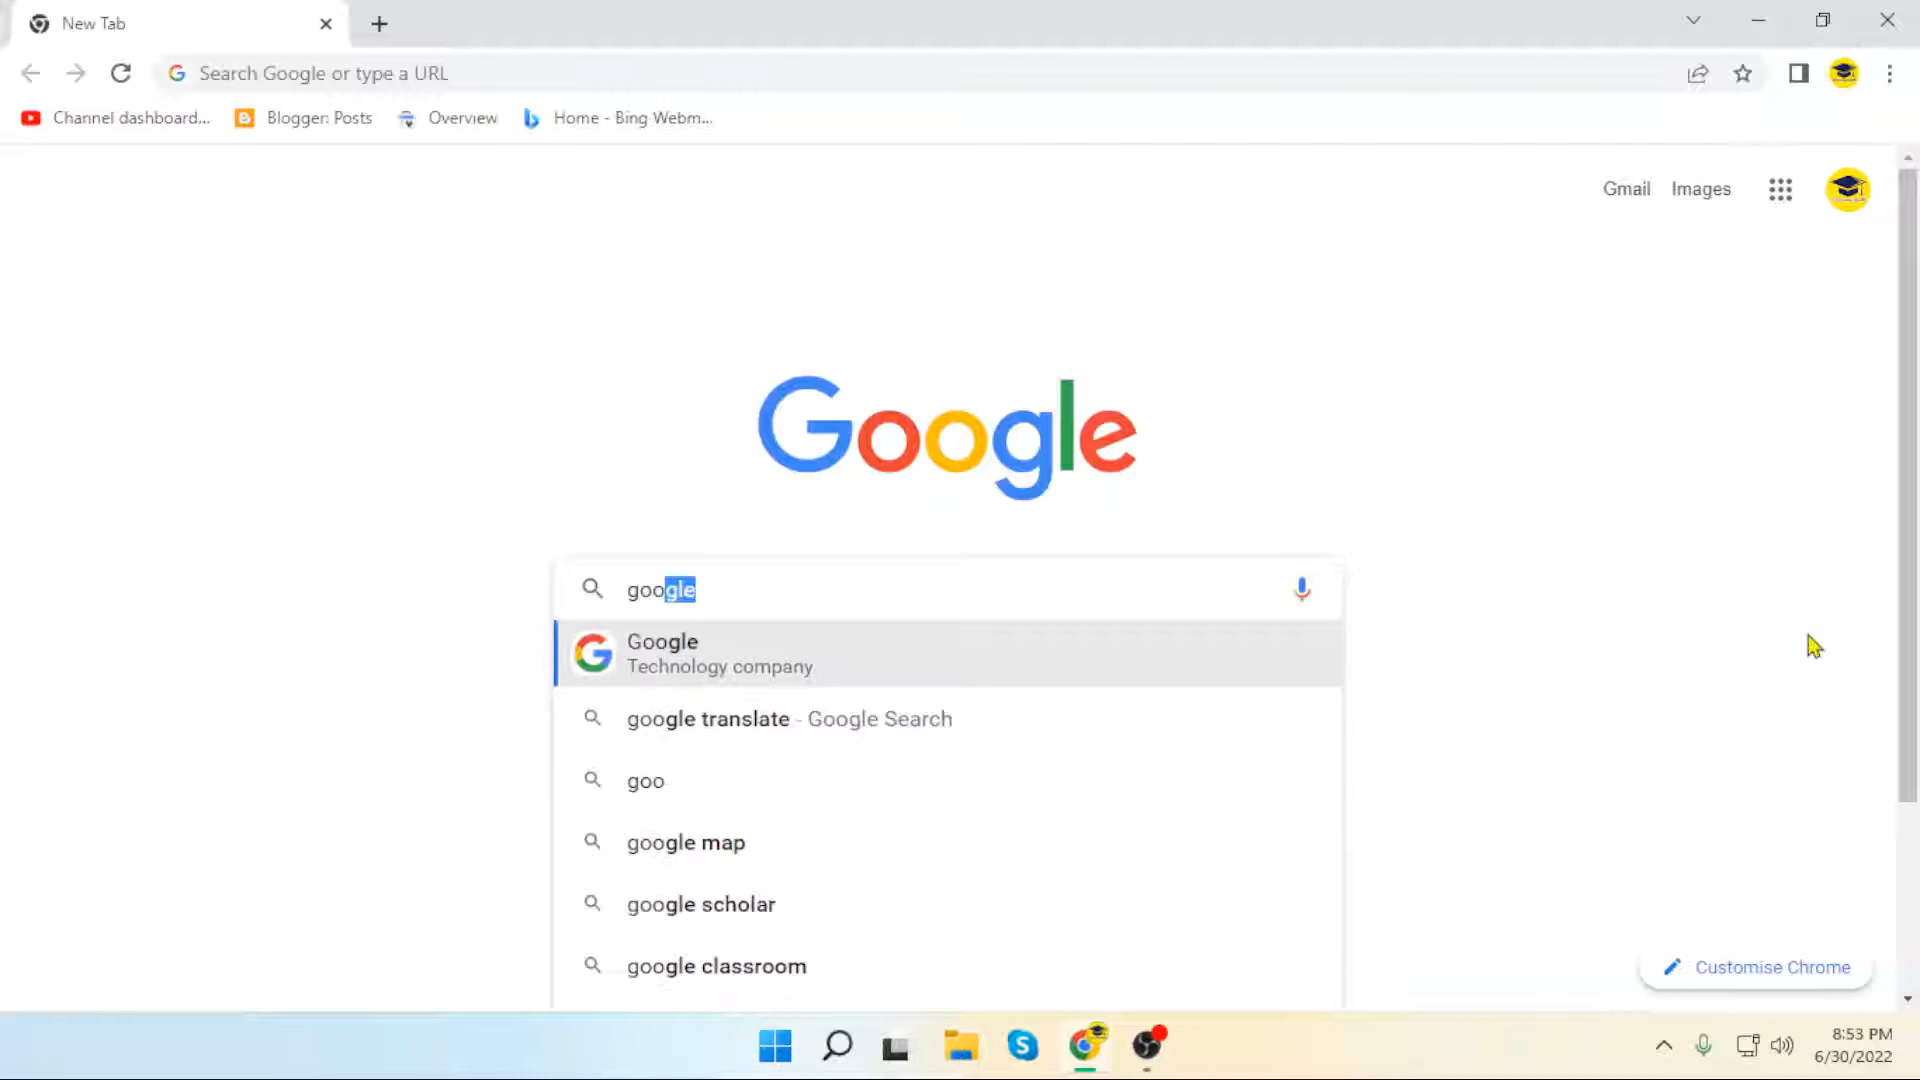 New Tab
Search Google or type a URL
Channel dashboard...
Blogger: Posts
Overview
Home - Bing Webm...
Gmail
Images
Google
google
Google
Technology company
google translate - Google Search
goo
google map
google scholar
google classroom
Customise Chrome
8:53 PM
6/30/2022